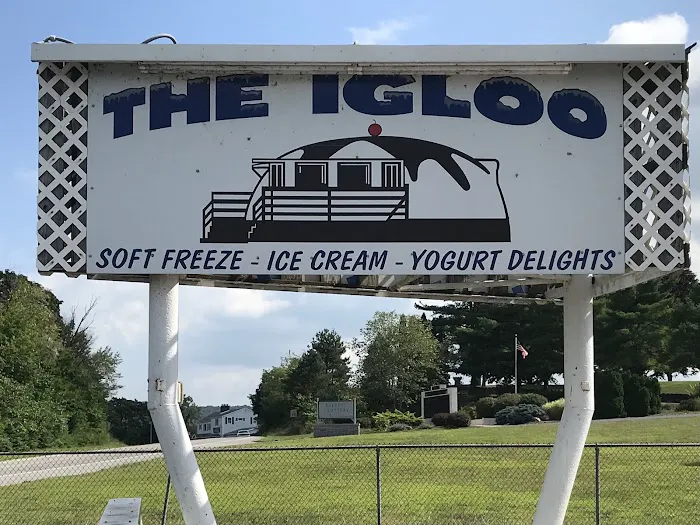 THE IGLOO
SOFT FREEZE - ICE CREAM - YOGURT DELIGHTS